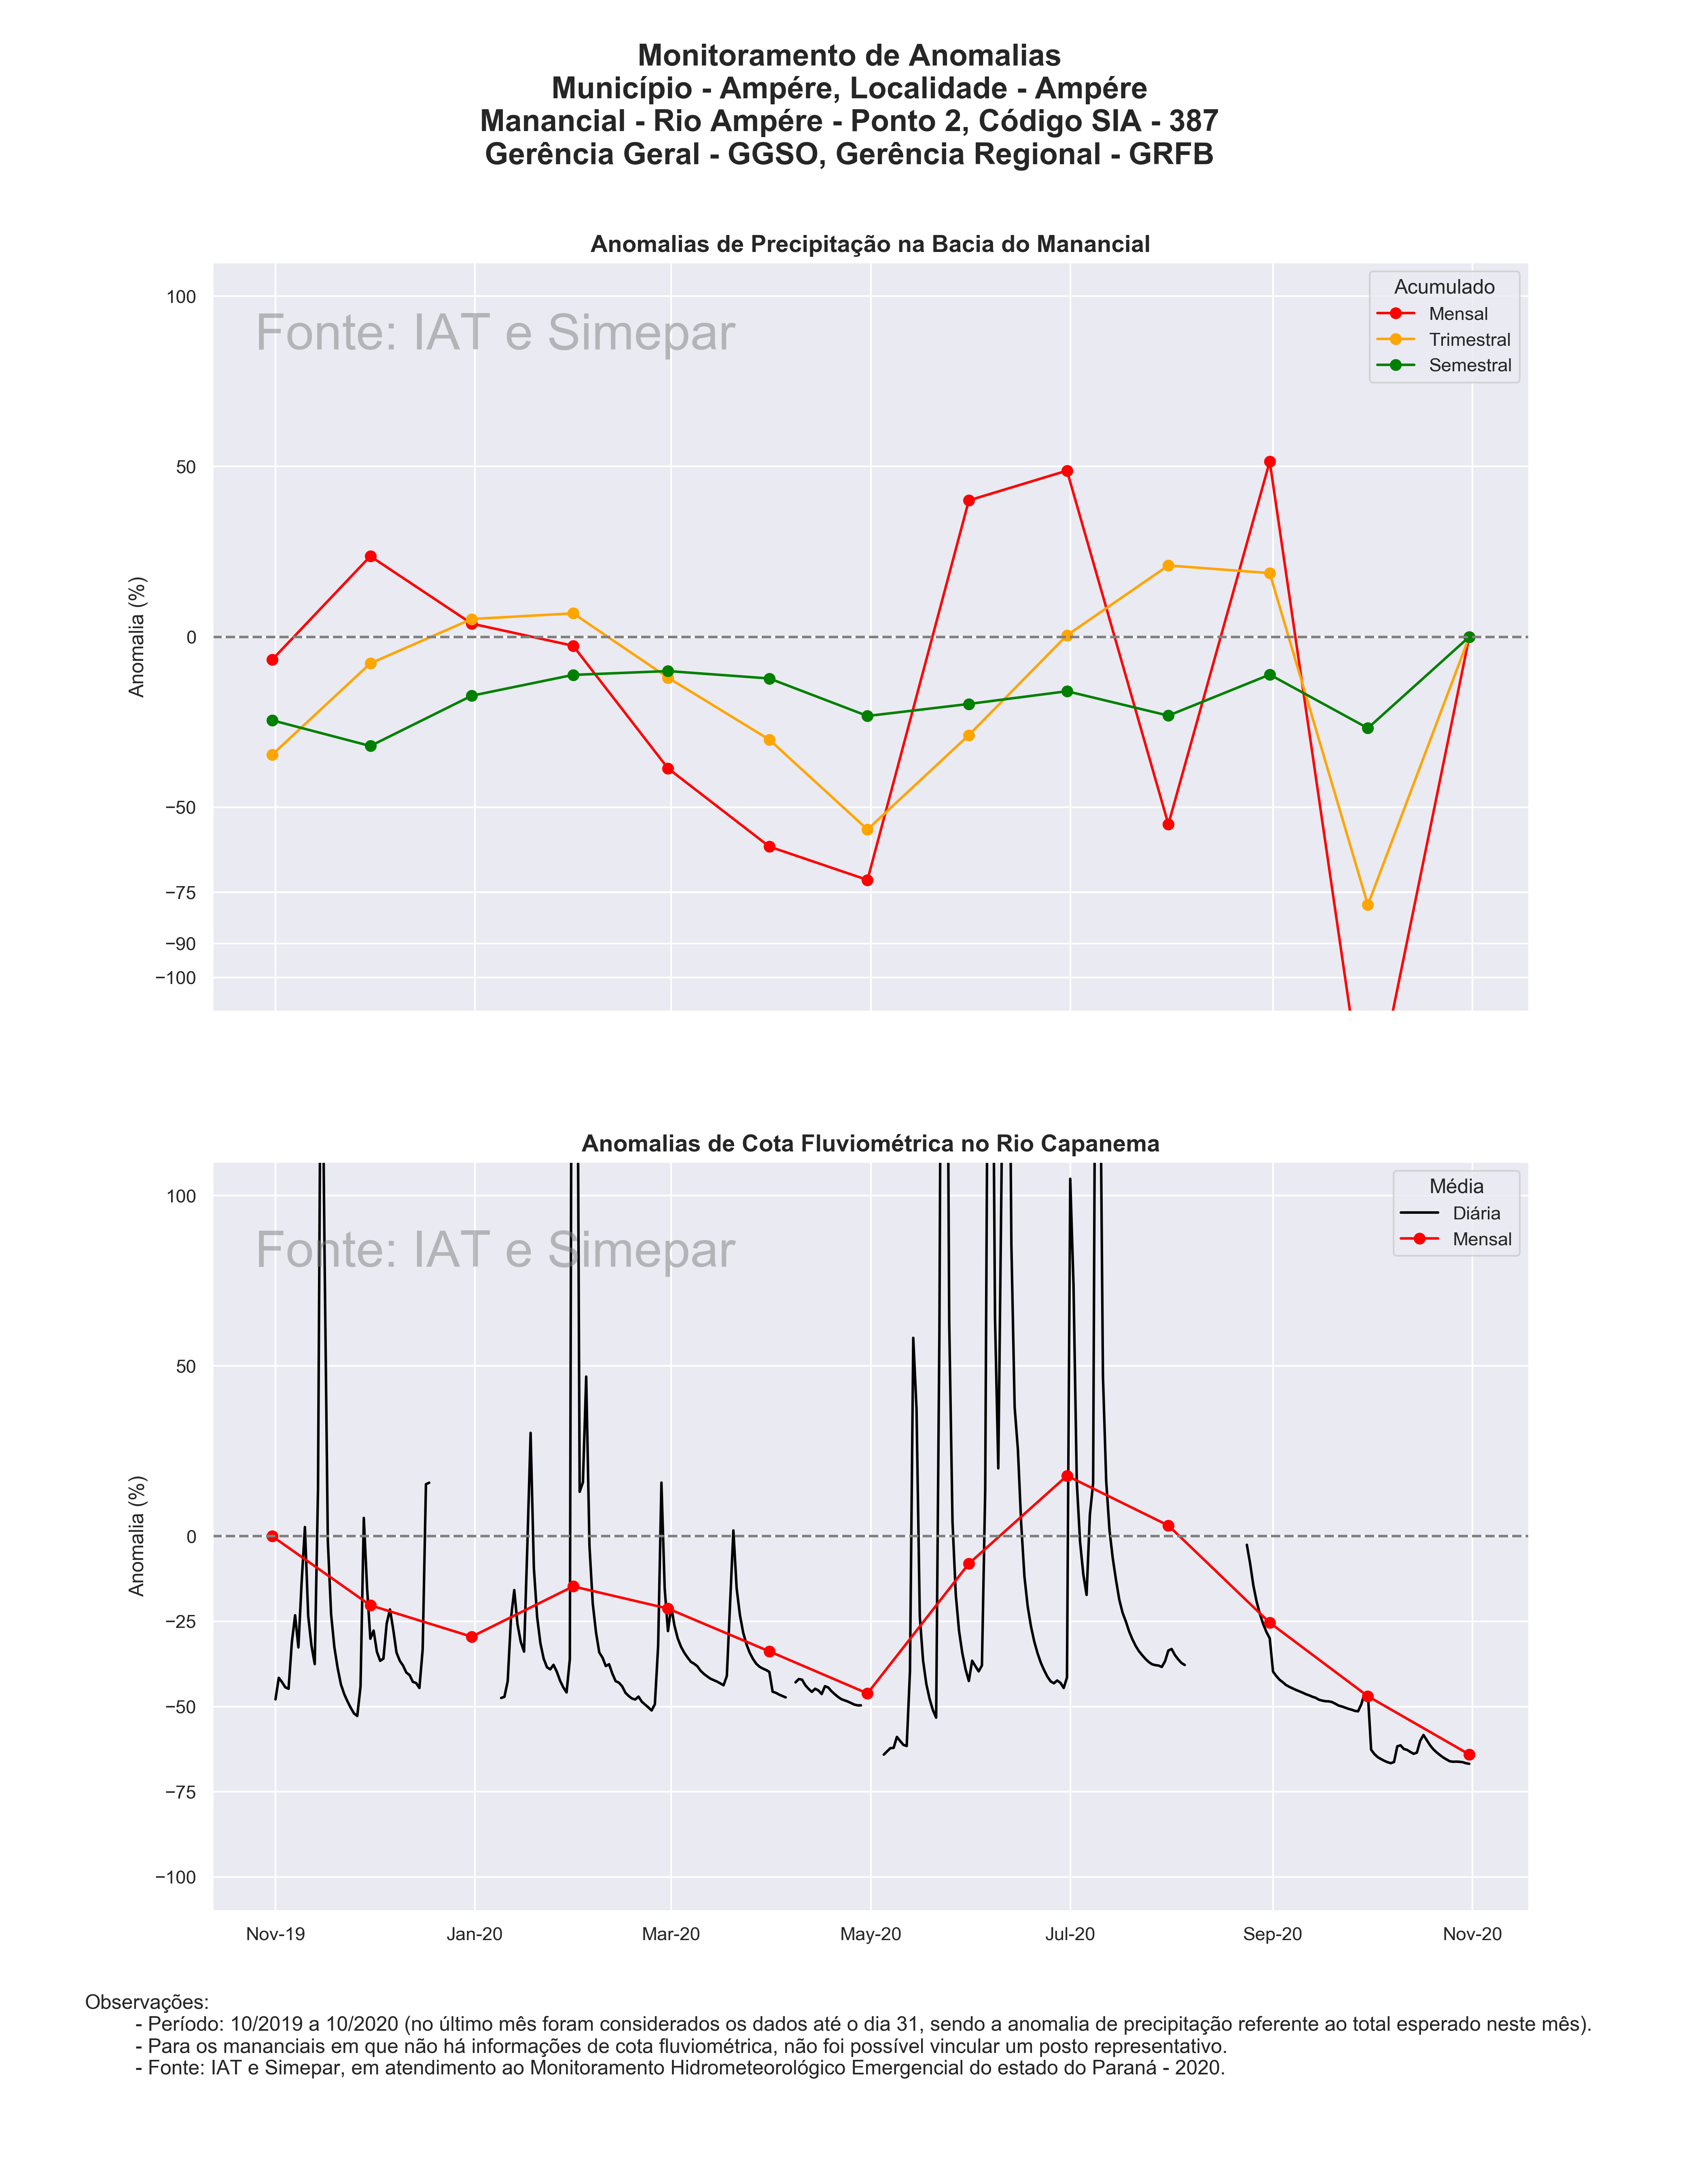 Monitoramento de Anomalias
Município - Ampére, Localidade - Ampére
Manancial - Rio Ampére - Ponto 2, Código SIA - 387
Gerência Geral - GGSO, Gerência Regional - GRFB
Anomalias de Precipitação na Bacia do Manancial
Fonte: IAT e Simepar
Acumulado
Mensal
Trimestral
Semestral
Anomalia (%)
100
50
0
−50
−75
−90
−100
Anomalias de Cota Fluviométrica no Rio Capanema
Fonte: IAT e Simepar
Média
Diária
Mensal
Anomalia (%)
100
50
0
−25
−50
−75
−100
Nov-19 Jan-20 Mar-20 May-20 Jul-20 Sep-20 Nov-20
Observações:
- Período: 10/2019 a 10/2020 (no último mês foram considerados os dados até o dia 31, sendo a anomalia de precipitação referente ao total esperado neste mês).
- Para os mananciais em que não há informações de cota fluviométrica, não foi possível vincular um posto representativo.
- Fonte: IAT e Simepar, em atendimento ao Monitoramento Hidrometeorológico Emergencial do estado do Paraná - 2020.